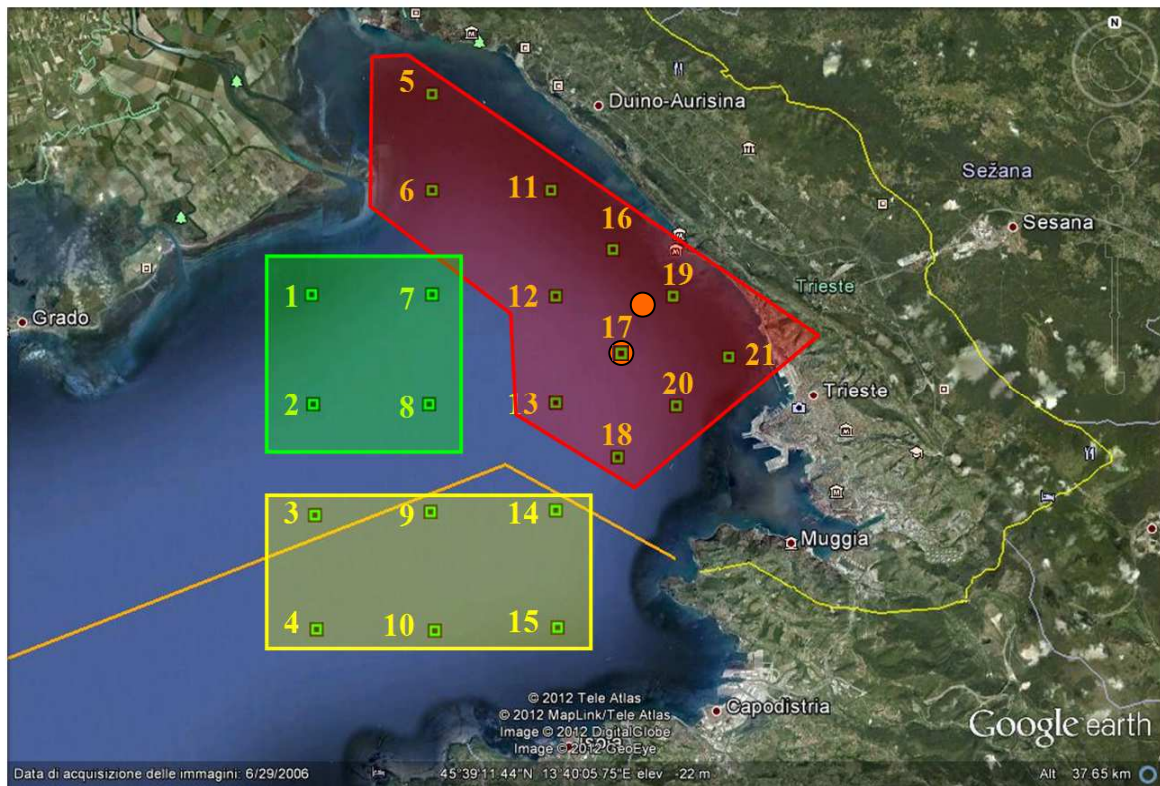 N
5
Duino-Aurisina
Sežana
6
11
16
Sesana
1
7
12
19
Trieste
Grado
17
21
2
8
13
20
Trieste
18
3
9
14
Muggia
4
10
15
© 2012 Tele Atlas
© 2012 MapLink/Tele Atlas
Image © 2012 DigitalGlobe
Image © 2012 GeoEye
Capodistria
Google earth
Data di acquisizione delle immagini: 6/29/2006
45°39'11.44"N 13°40'05.75"E elev -22 m
Alt 37.65 km